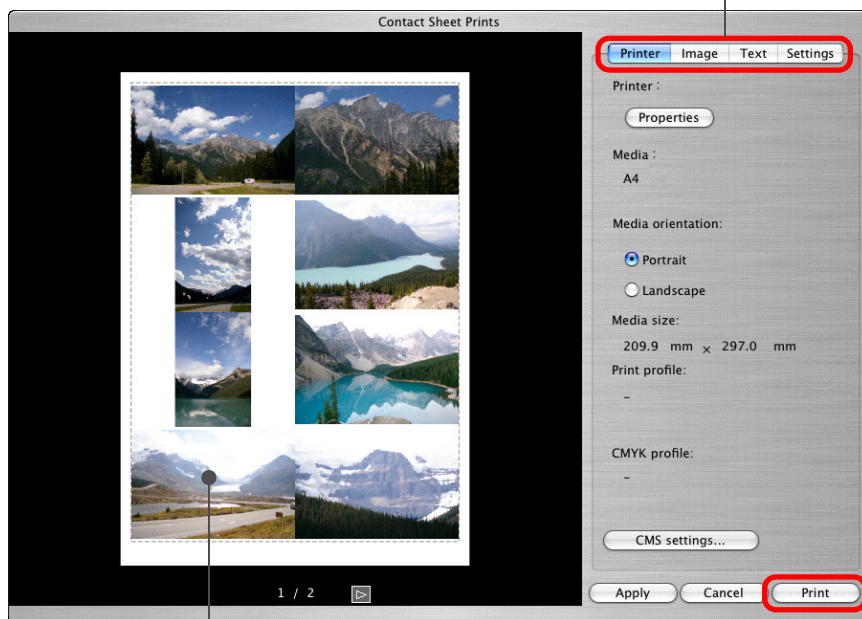 Contact Sheet Prints
Printer Image Text Settings
Printer :
Properties
Media :
A4
Media orientation:
Portrait
Landscape
Media size:
209.9 mm × 297.0 mm
Print profile:
–
CMYK profile:
–
CMS settings...
1 / 2
Apply Cancel Print